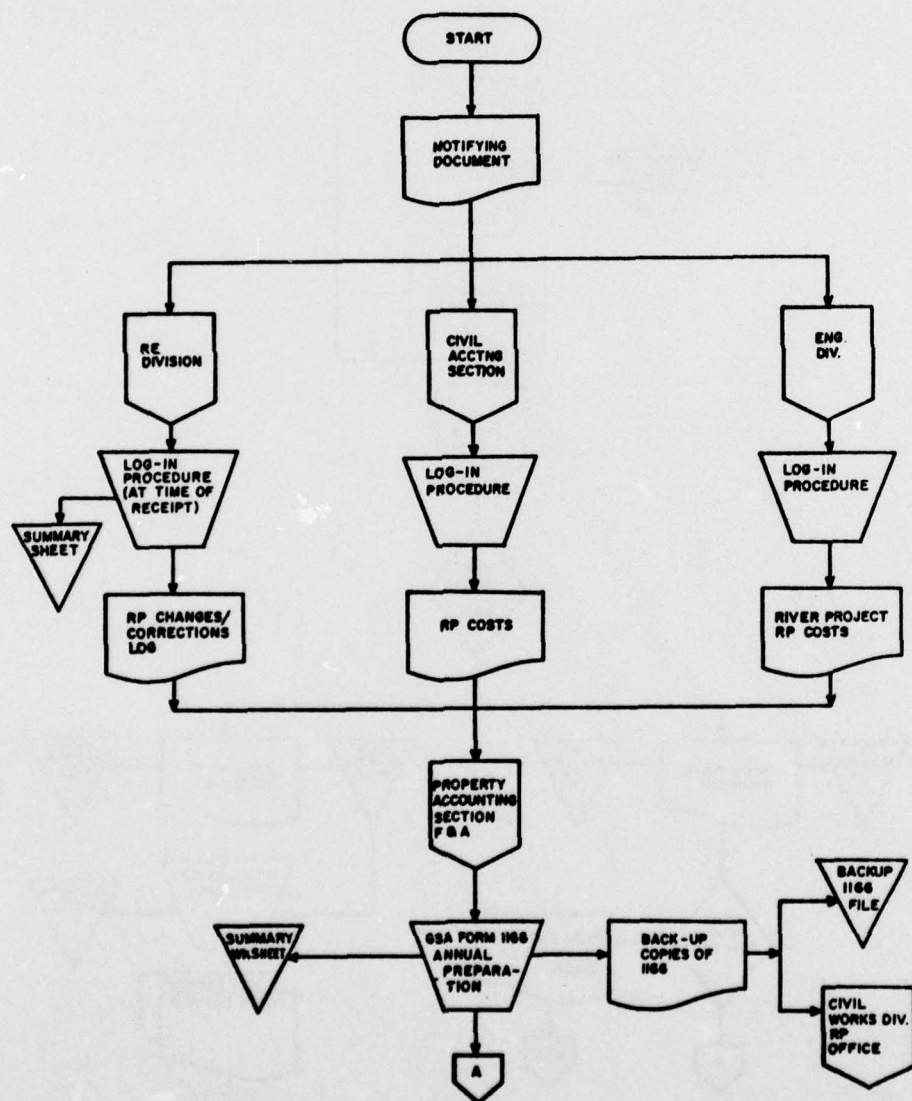 START
NOTIFYING
DOCUMENT
RE
DIVISION
CIVIL
ACCTNG
SECTION
ENG.
DIV.
LOG-IN
PROCEDURE
(AT TIME OF
RECEIPT)
LOG-IN
PROCEDURE
LOG-IN
PROCEDURE
SUMMARY
SHEET
RP CHANGES/
CORRECTIONS
LOG
RP COSTS
RIVER PROJECT
RP COSTS
PROPERTY
ACCOUNTING
SECTION
F & A
SUMMARY
WKSHEET
GSA FORM 1166
ANNUAL
PREPARA-
TION
BACK-UP
COPIES OF
1166
BACKUP
1166
FILE
CIVIL
WORKS DIV.
RP
OFFICE
A